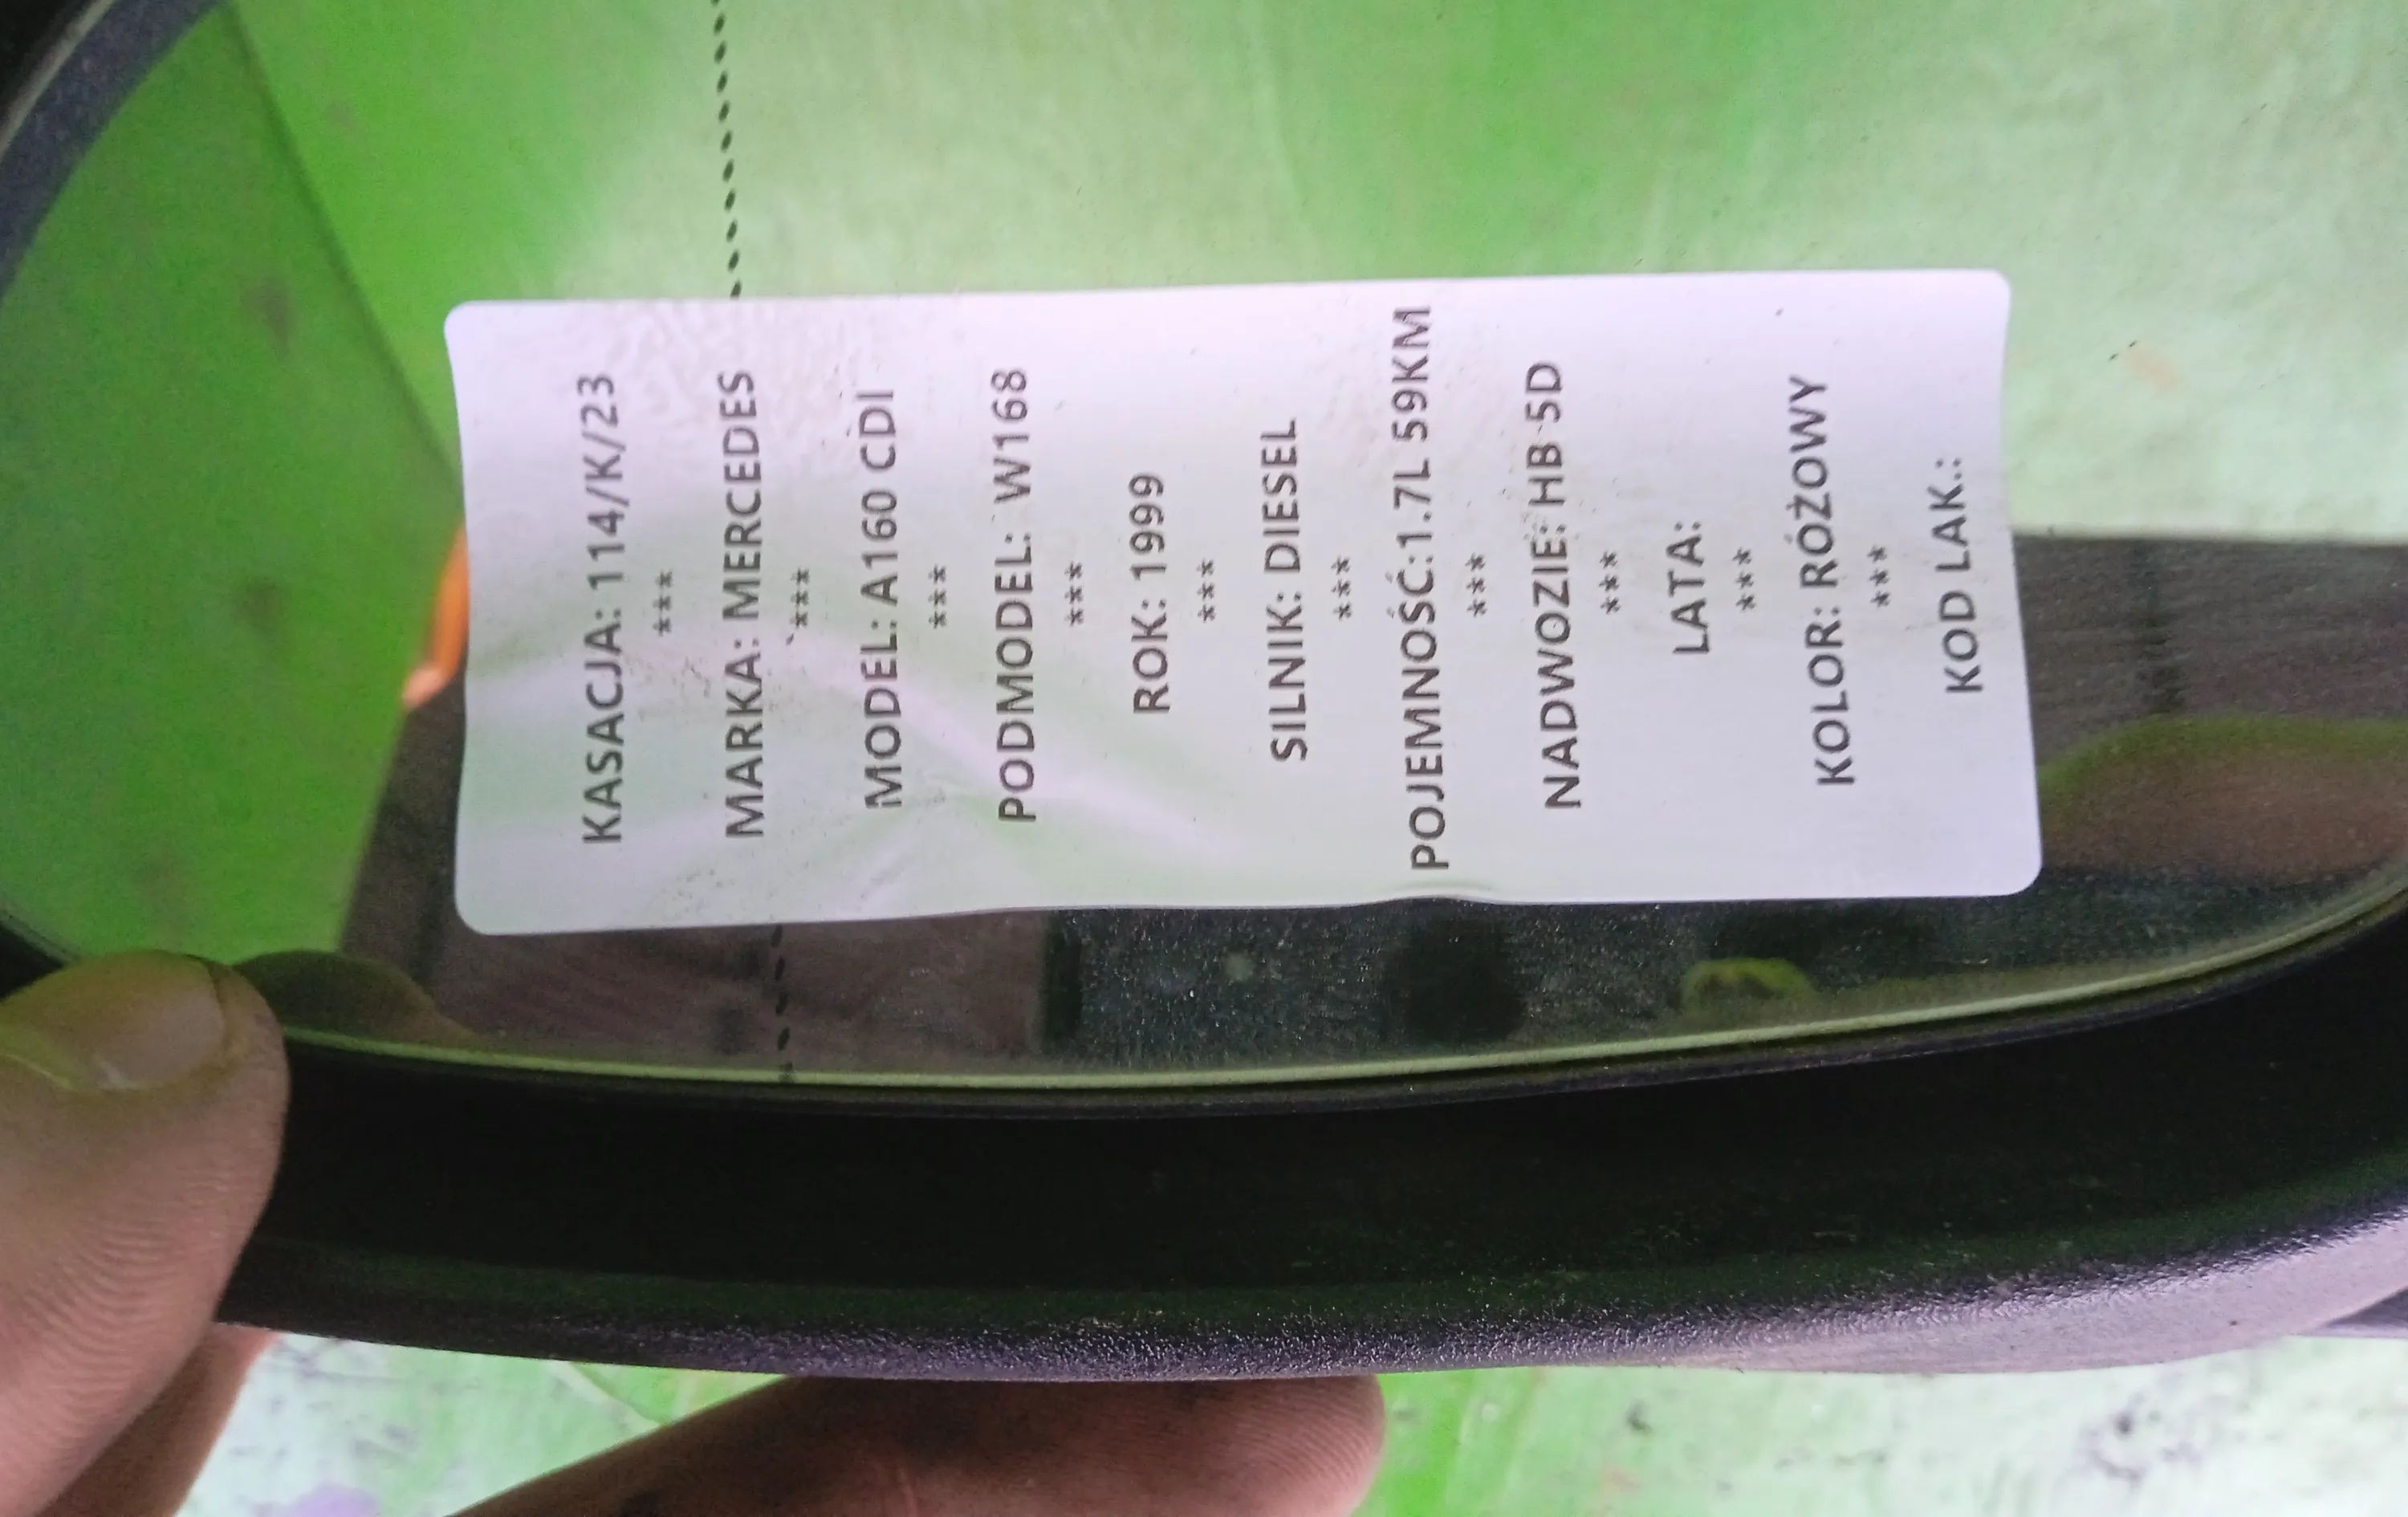 KASACJA: 114/K/23
***
MARKA: MERCEDES
***
MODEL: A160 CDI
***
PODMODEL: W168
***
ROK: 1999
***
SILNIK: DIESEL
***
POJEMNOŚĆ:1.7L 59KM
***
NADWOZIE: HB 5D
***
LATA:
***
KOLOR: RÓŻOWY
***
KOD LAK.: